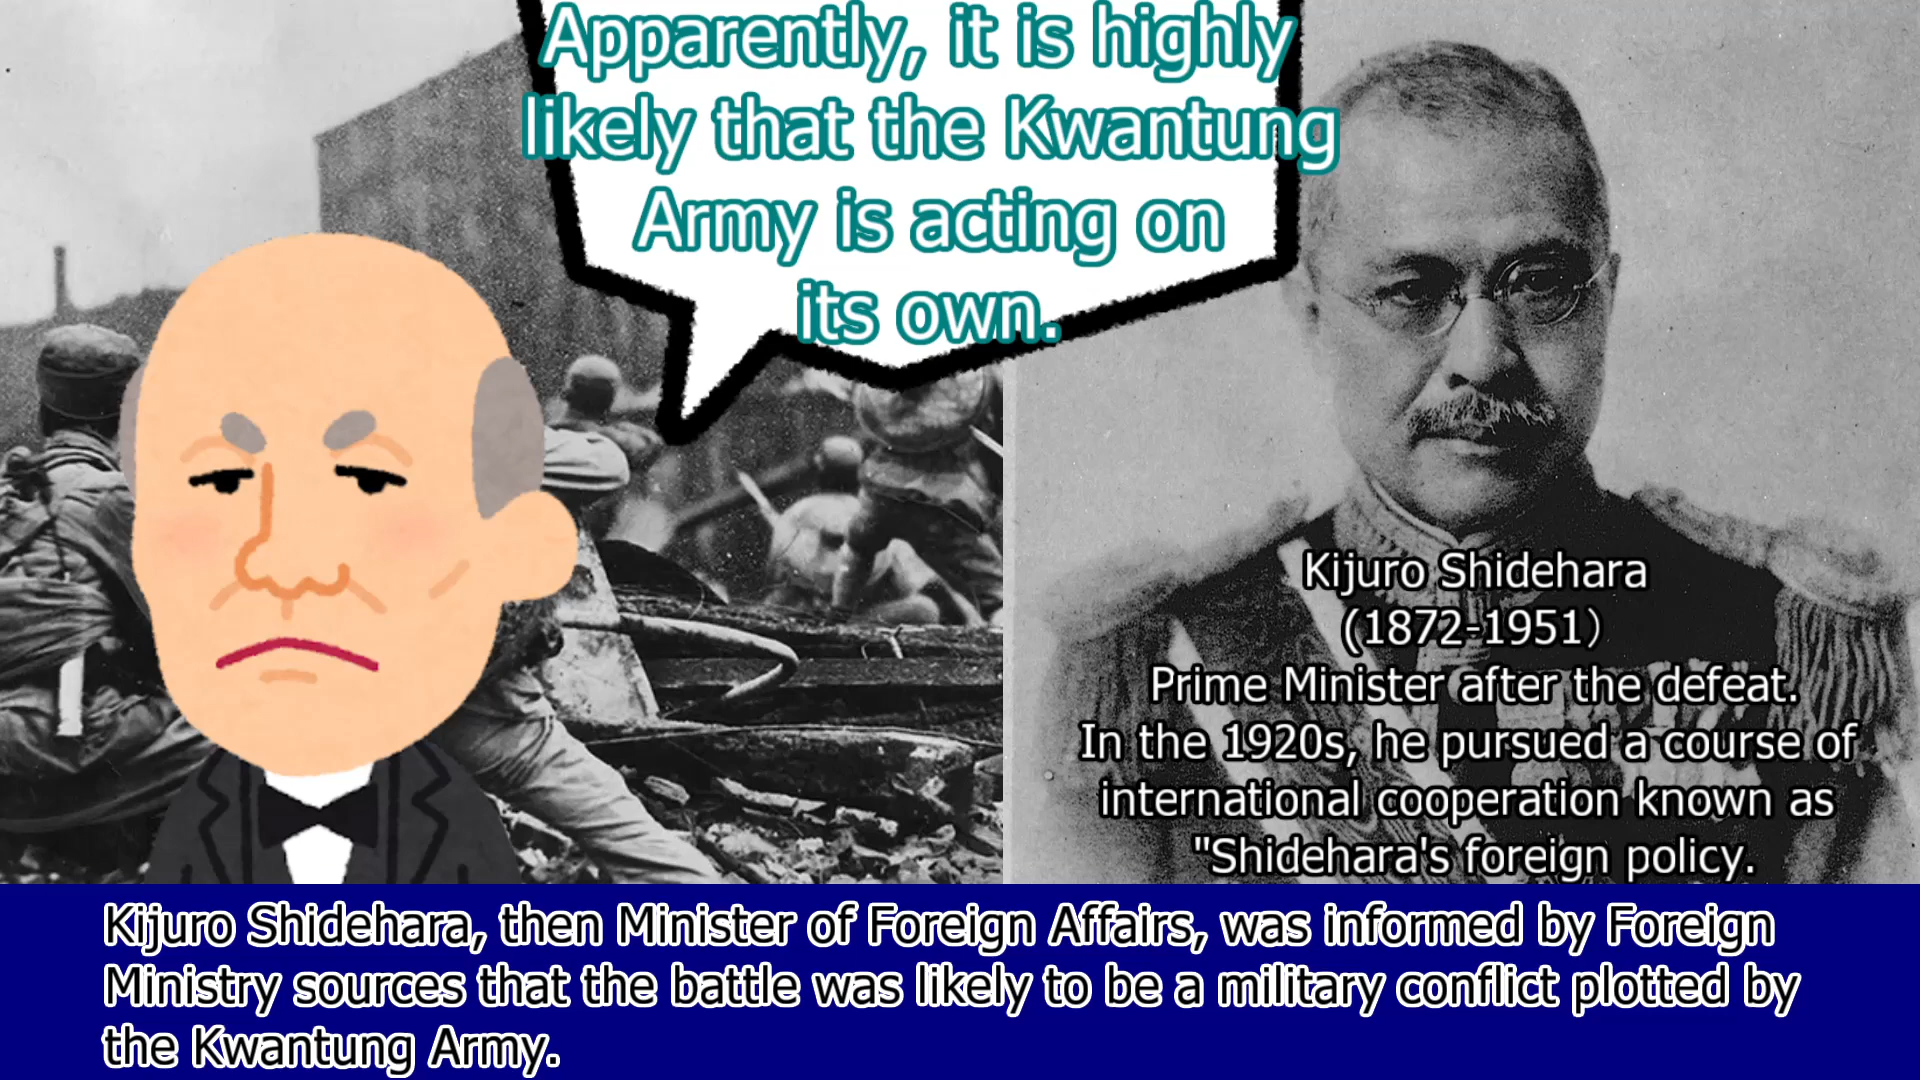 Apparently, it is highly
likely that the Kwantung
Army is acting on
its own.
Kijuro Shidehara
(1872-1951）
Prime Minister after the defeat.
In the 1920s, he pursued a course of
international cooperation known as
"Shidehara's foreign policy.
Kijuro Shidehara, then Minister of Foreign Affairs, was informed by Foreign
Ministry sources that the battle was likely to be a military conflict plotted by
the Kwantung Army.